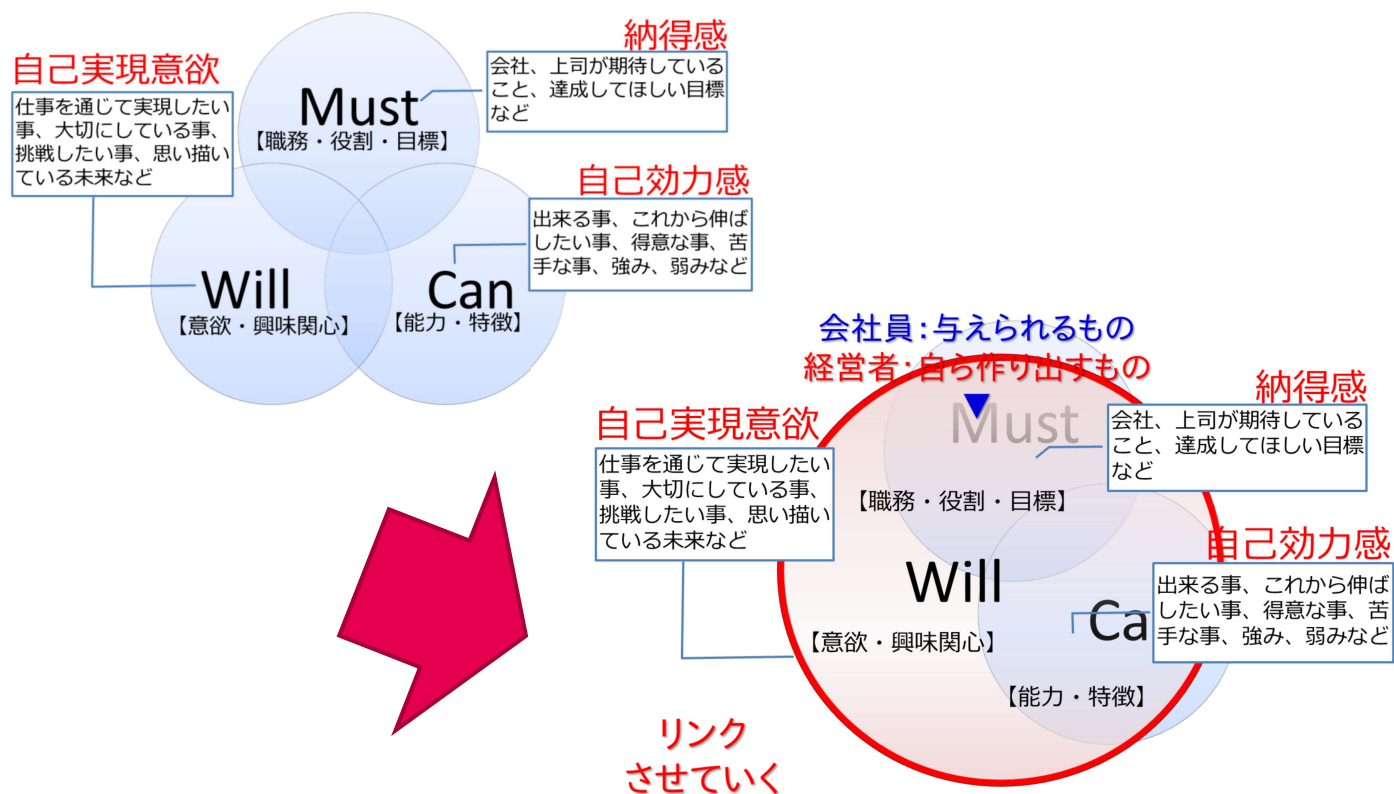 納得感
会社、上司が期待している
こと、達成してほしい目標
など
自己実現意欲
仕事を通じて実現したい
事、大切にしている事、
挑戦したい事、思い描い
ている未来など
Must
【職務・役割・目標】
自己効力感
出来る事、これから伸ば
したい事、得意な事、苦
手な事、強み、弱みなど
Will
【意欲・興味関心】
Can
【能力・特徴】
会社員：与えられるもの
経営者：自ら作り出すもの
納得感
会社、上司が期待している
こと、達成してほしい目標
など
自己実現意欲
仕事を通じて実現したい
事、大切にしている事、
挑戦したい事、思い描い
ている未来など
Must
【職務・役割・目標】
自己効力感
出来る事、これから伸ば
したい事、得意な事、苦
手な事、強み、弱みなど
Will
【意欲・興味関心】
Ca
【能力・特徴】
リンク
させていく